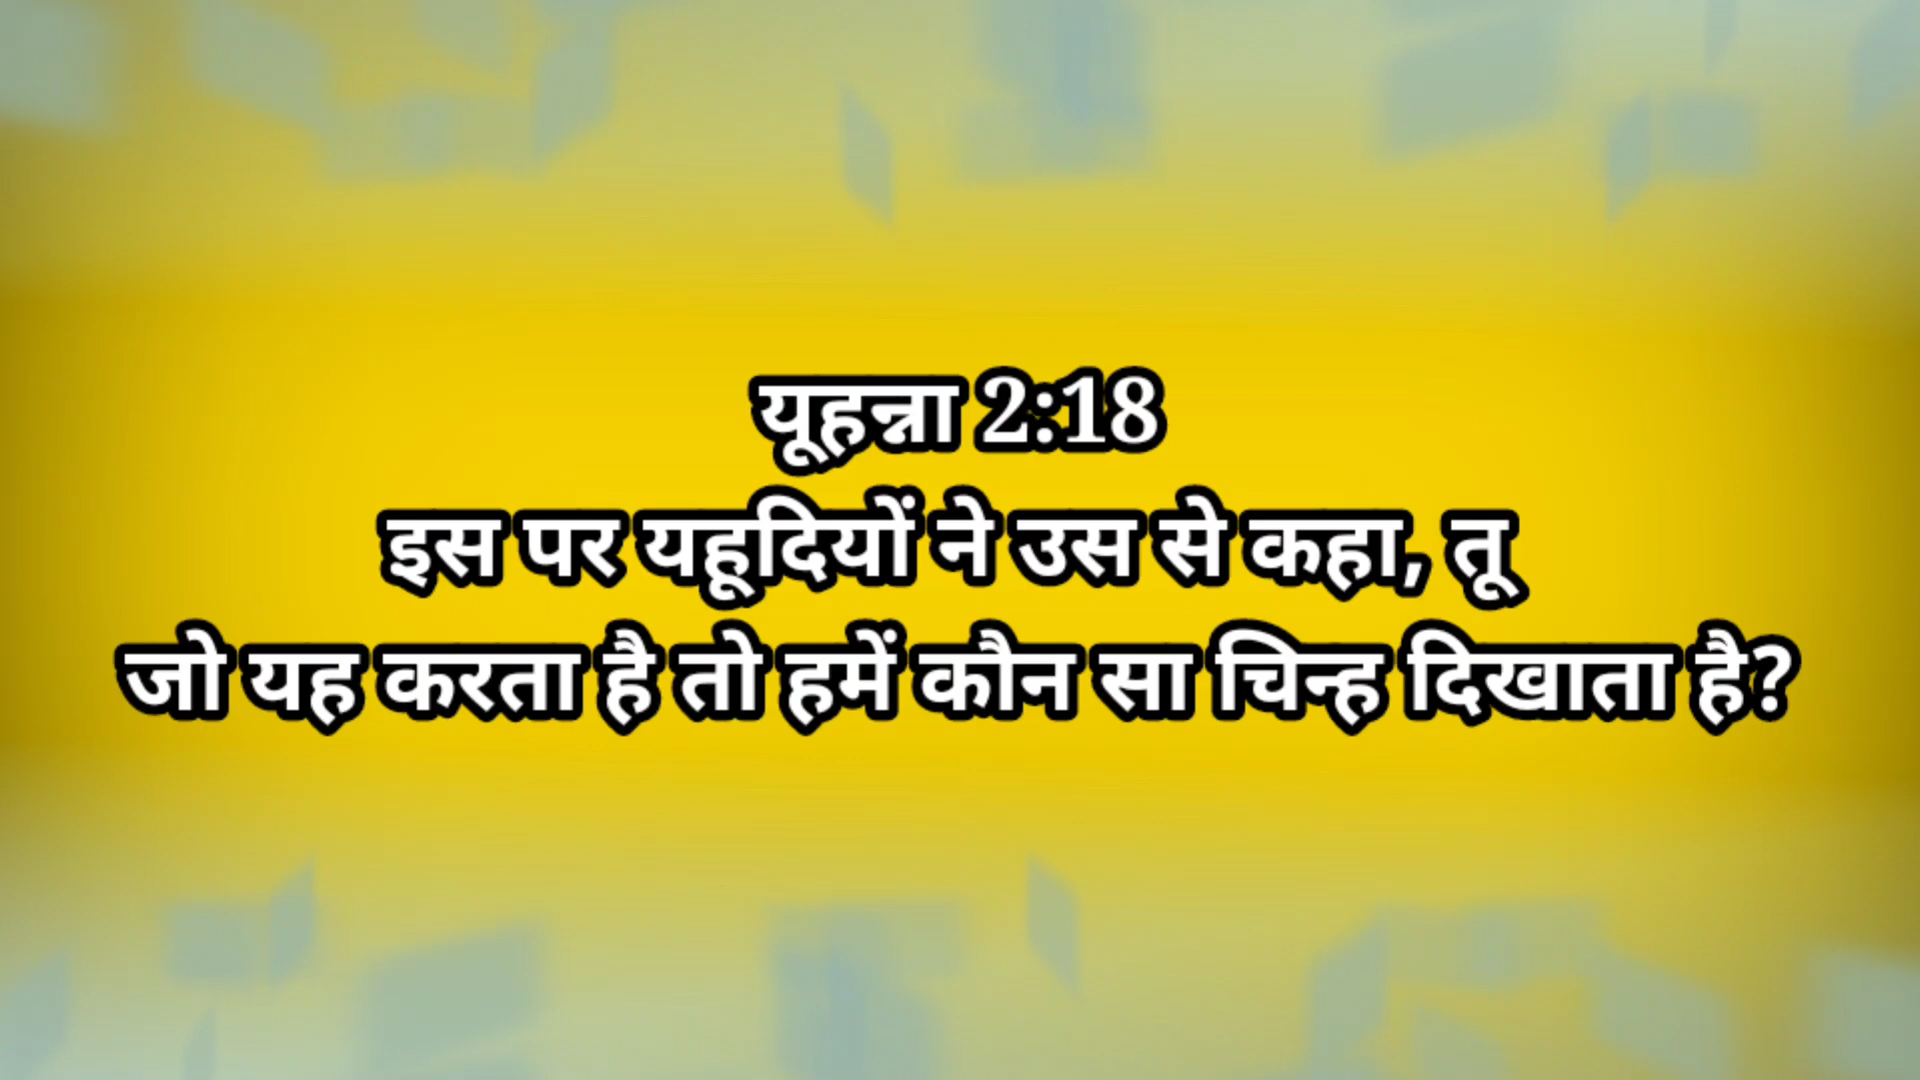 यूहन्ना 2:18
इस पर यहूदियों ने उस से कहा, तू
जो यह करता है तो हमें कौन सा चिन्ह दिखाता है?